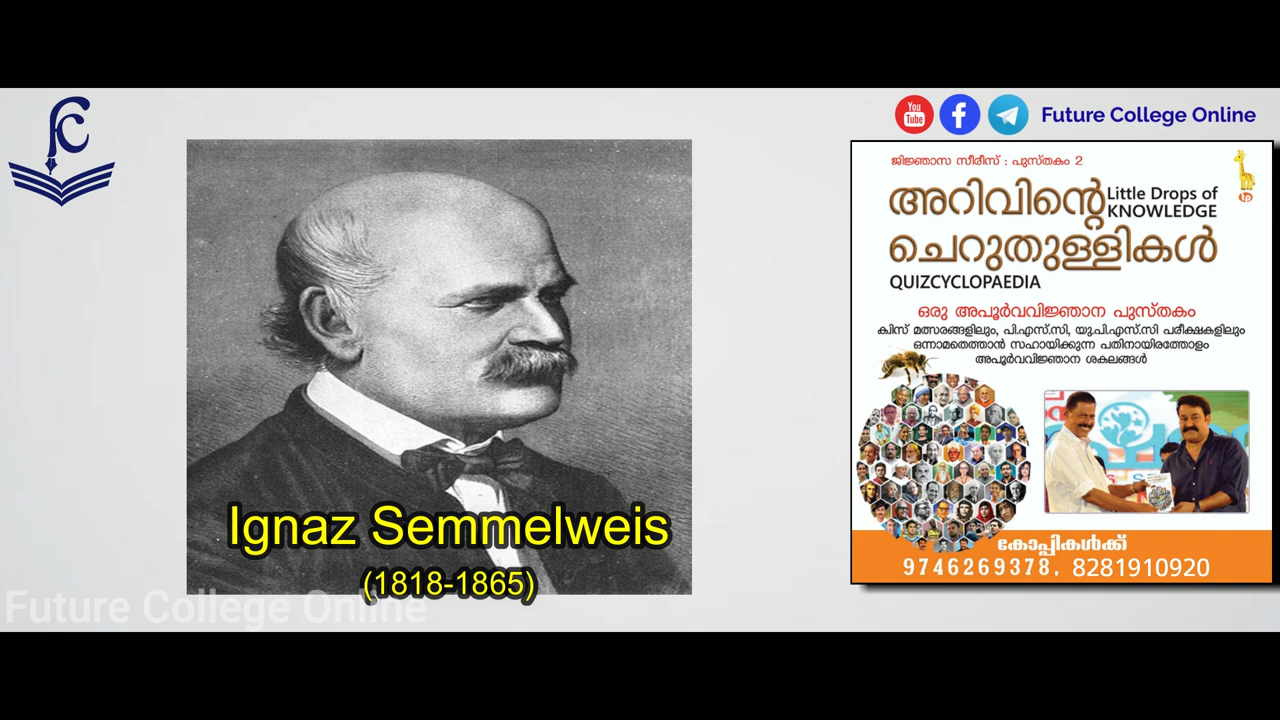 You
Tube
Future College Online
ജിജ്ഞാസ സീരീസ് : പുസ്തകം 2
അറിവിന്റെ
Little Drops of
KNOWLEDGE
ചെറുതുള്ളികൾ
QUIZCYCLOPAEDIA
ഒരു അപൂർവവിജ്ഞാന പുസ്തകം
ക്വിസ് മത്സരങ്ങളിലും, പി.എസ്.സി, യു.പി.എസ്.സി പരീക്ഷകളിലും
ഒന്നാമതെത്താൻ സഹായിക്കുന്ന പതിനായിരത്തോളം
അപൂർവവിജ്ഞാന ശകലങ്ങൾ
കോപ്പികൾക്ക്
9746269378, 8281910920
Ignaz Semmelweis
(1818-1865)
Future College Online